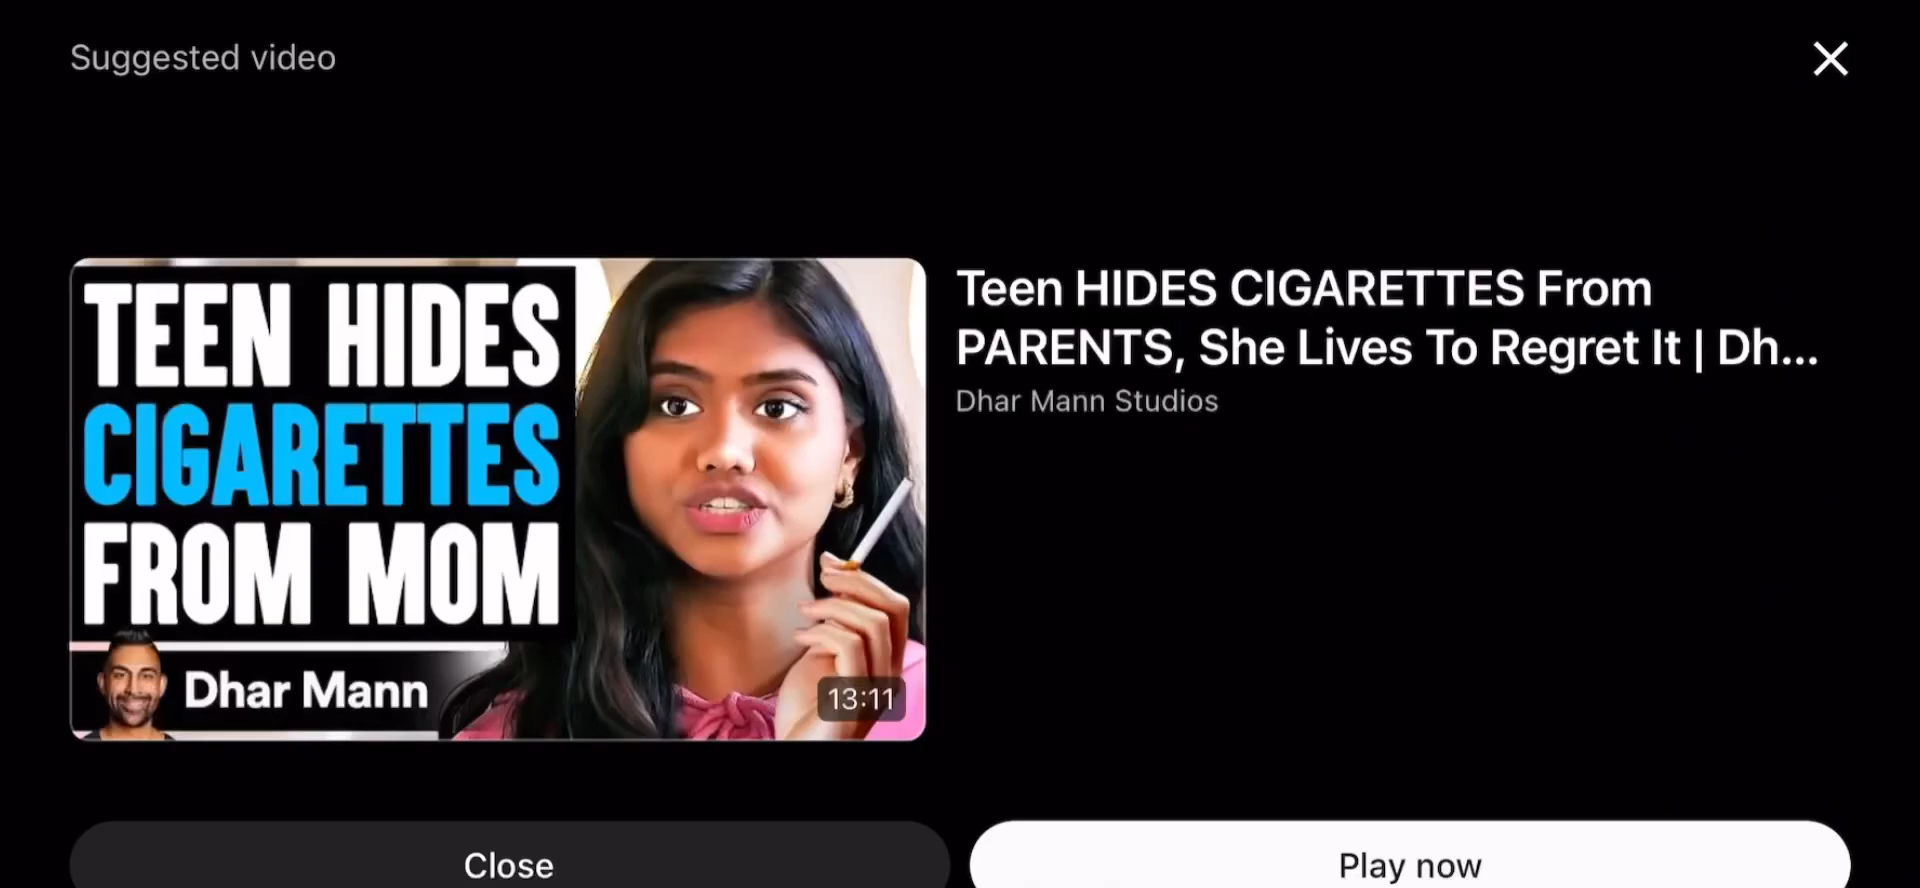 Suggested video
TEEN HIDES
CIGARETTES
FROM MOM
Dhar Mann
13:11
Teen HIDES CIGARETTES From
PARENTS, She Lives To Regret It | Dh...
Dhar Mann Studios
Close
Play now